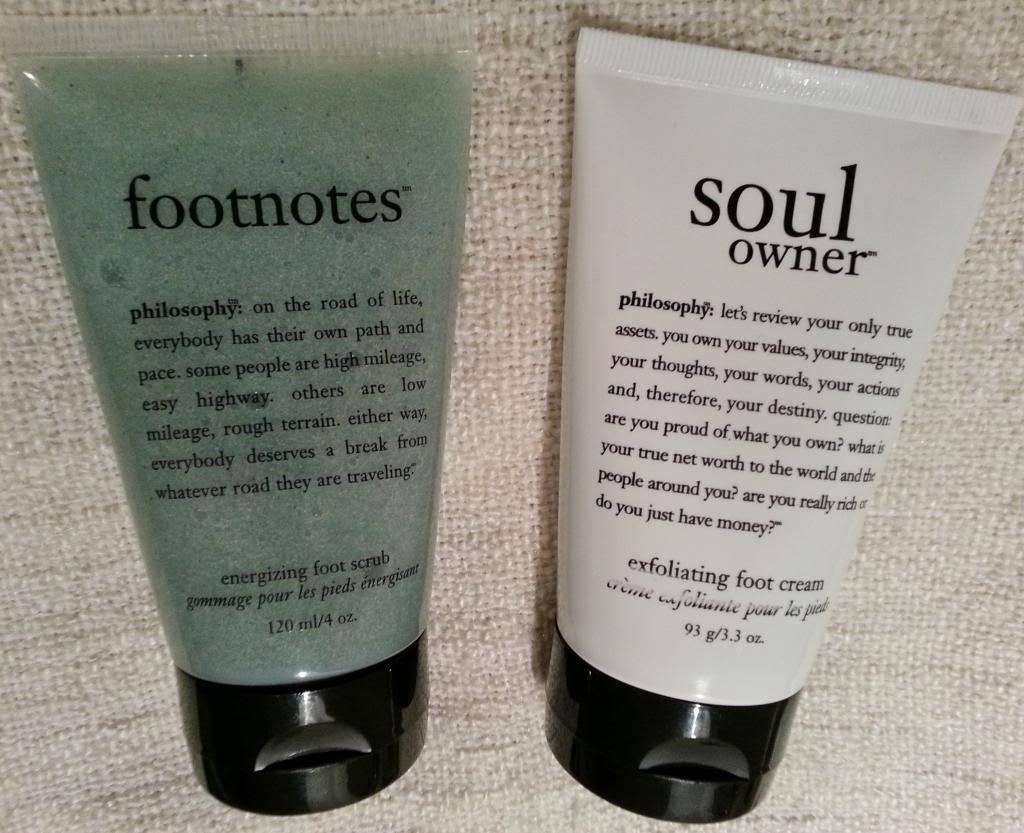 footnotes™
philosophy:™ on the road of life,
everybody has their own path and
pace. some people are high mileage,
easy highway. others are low
mileage, rough terrain. either way,
everybody deserves a break from
whatever road they are traveling.℠
energizing foot scrub
gommage pour les pieds énergisant
120 ml/4 oz.
soul
owner™
philosophy:™ let's review your only true
assets. you own your values, your integrity,
your thoughts, your words, your actions
and, therefore, your destiny. question:
are you proud of what you own? what is
your true net worth to the world and the
people around you? are you really rich or
do you just have money?℠
exfoliating foot cream
crème exfoliante pour les pieds
93 g/3.3 oz.